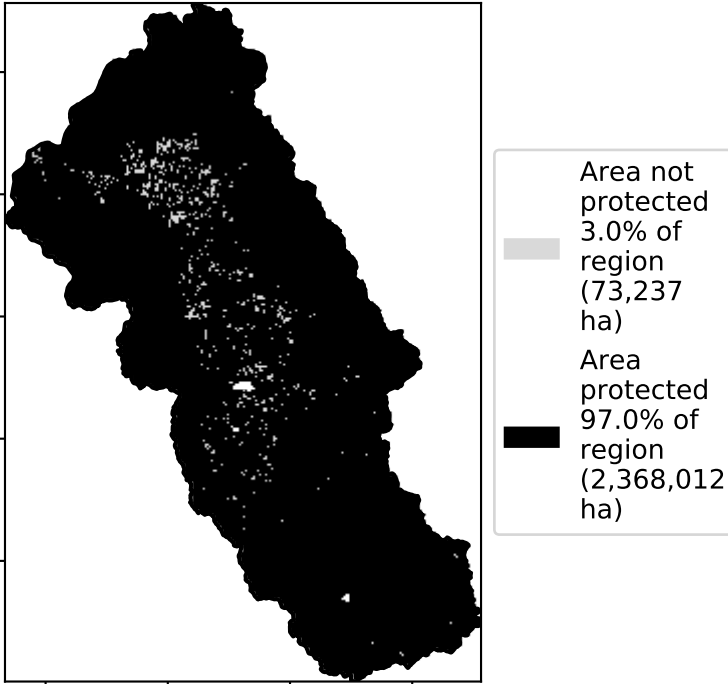 Area not
protected
3.0% of
region
(73,237
ha)
Area
protected
97.0% of
region
(2,368,012
ha)